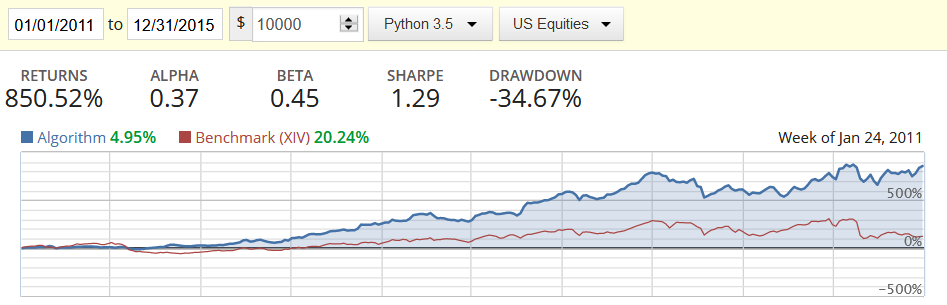 01/01/2011 to 12/31/2015 $ 10000 Python 3.5 US Equities
RETURNS ALPHA BETA SHARPE DRAWDOWN
850.52% 0.37 0.45 1.29 -34.67%
Algorithm 4.95% Benchmark (XIV) 20.24% Week of Jan 24, 2011
500%
0%
−500%